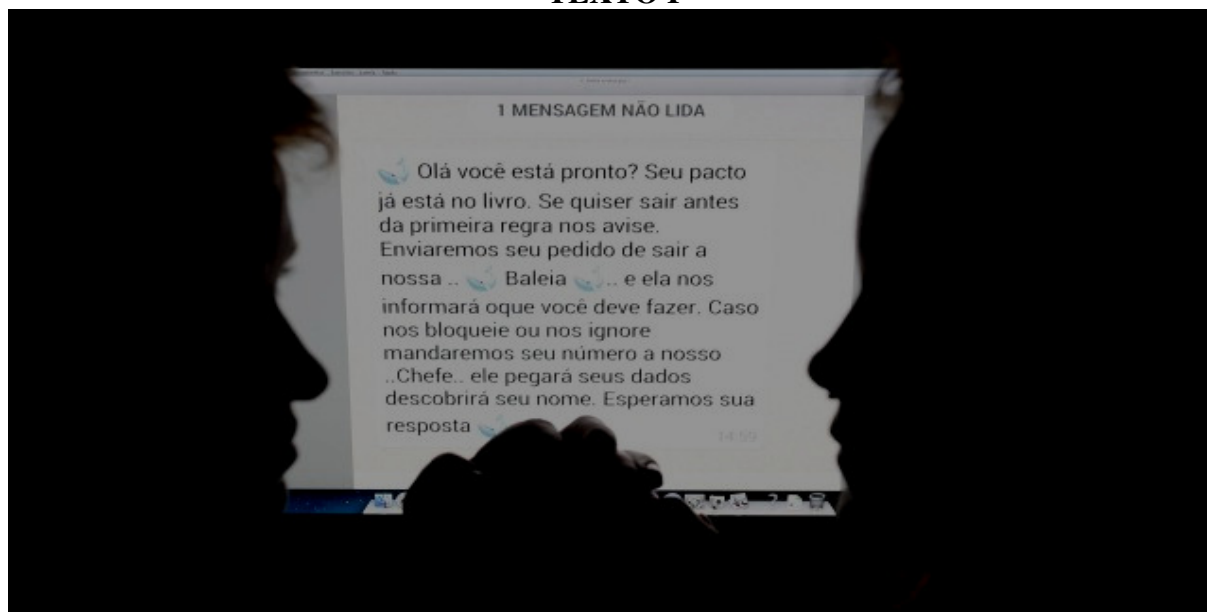 1 MENSAGEM NÃO LIDA
Olá você está pronto? Seu pacto
já está no livro. Se quiser sair antes
da primeira regra nos avise.
Enviaremos seu pedido de sair a
nossa .. Baleia .. e ela nos
informará oque você deve fazer. Caso
nos bloqueie ou nos ignore
mandaremos seu número a nosso
..Chefe.. ele pegará seus dados
descobrirá seu nome. Esperamos sua
resposta
14:59